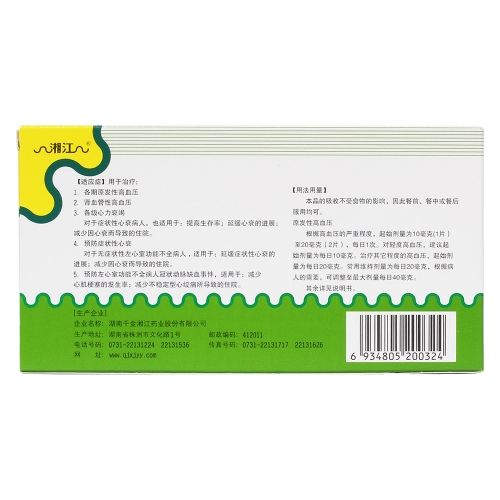 湘江®
【适应症】用于治疗:
1. 各期原发性高血压
2. 肾血管性高血压
3. 各级心力衰竭
对于症状性心衰病人,也适用于:提高生存率;延缓心衰的进展;
减少因心衰而导致的住院。
4. 预防症状性心衰
对于无症状性左心室功能不全病人,适用于:延缓症状性心衰的
进展;减少因心衰而导致的住院。
5. 预防左心室功能不全病人冠状动脉缺血事件,适用于:减少
心肌梗塞的发生率;减少不稳定型心绞痛所导致的住院。
【用法用量】
本品的吸收不受食物的影响,因此餐前、餐中或餐后
服用均可。
原发性高血压
根据高血压的严重程度,起始剂量为10毫克(1片)
至20毫克(2片),每日1次。对轻度高血压,建议起
始剂量为每日10毫克。治疗其它程度的高血压,起始
剂量为每日20毫克。常用维持剂量为每日20毫克。根据病
人的需要,可调整至最大剂量每日40毫克。
其余详见说明书。
【生产企业】
企业名称:湖南千金湘江药业股份有限公司
生产地址:湖南省株洲市文化路1号 邮政编码:412011
电话号码:0731-22131224 22131536 传真号码:0731-22131717 22131626
网 址:www.qjxjyy.com
6 934805 200324